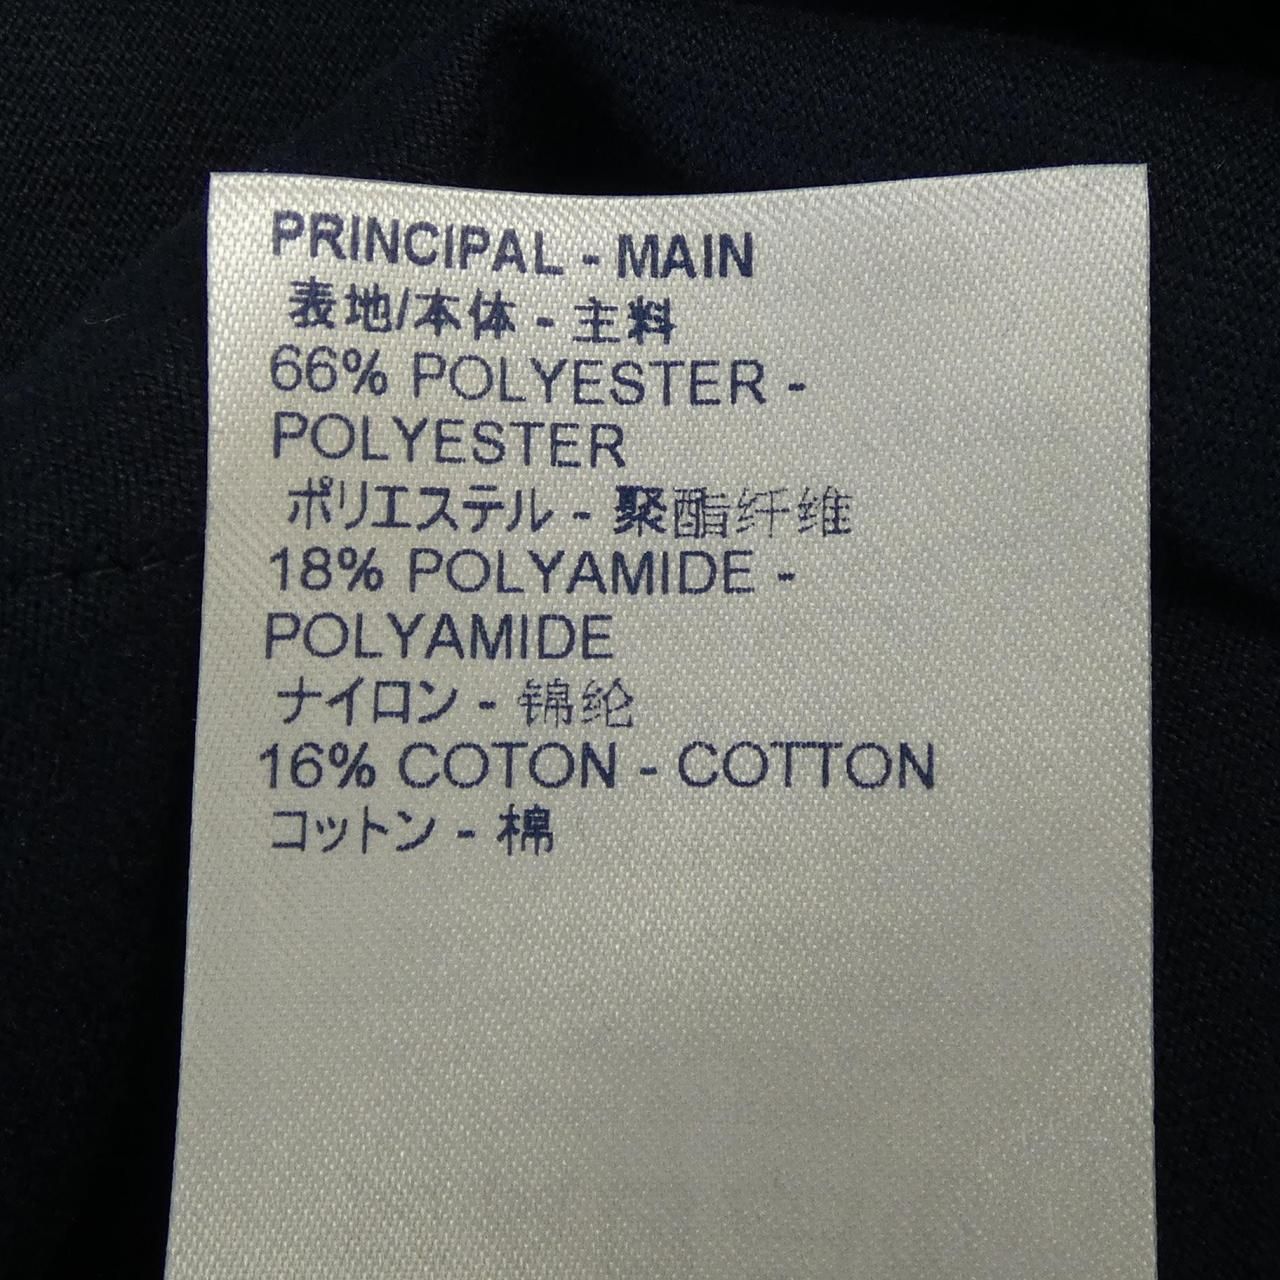 PRINCIPAL - MAIN
表地/本体 - 主料
66% POLYESTER -
POLYESTER
ポリエステル - 聚酯纤维
18% POLYAMIDE -
POLYAMIDE
ナイロン - 锦纶
16% COTON - COTTON
コットン - 棉